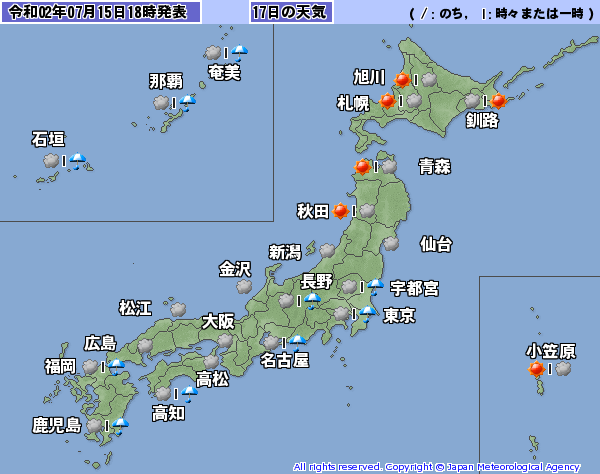 令和02年07月15日18時発表
17日の天気
( /: のち, |: 時々または一時 )
奄美
那覇
石垣
旭川
札幌
釧路
青森
秋田
仙台
新潟
金沢
長野
宇都宮
松江
大阪
東京
広島
名古屋
福岡
高松
高知
鹿児島
小笠原
All rights reserved. Copyright © Japan Meteorological Agency